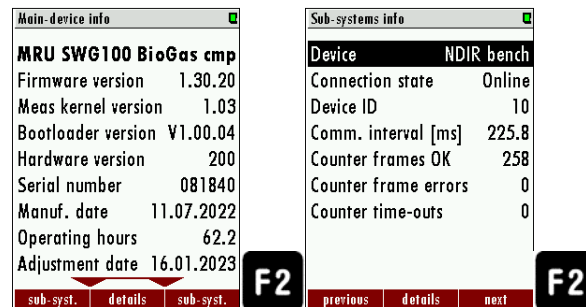 Main-device info
MRU SWG100 BioGas cmp
Firmware version 1.30.20
Meas kernel version 1.03
Bootloader version V1.00.04
Hardware version 200
Serial number 081840
Manuf. date 11.07.2022
Operating hours 62.2
Adjustment date 16.01.2023
sub-syst. details sub-syst.
F2
Sub-systems info
Device NDIR bench
Connection state Online
Device ID 10
Comm. interval [ms] 225.8
Counter frames OK 258
Counter frame errors 0
Counter time-outs 0
previous details next
F2